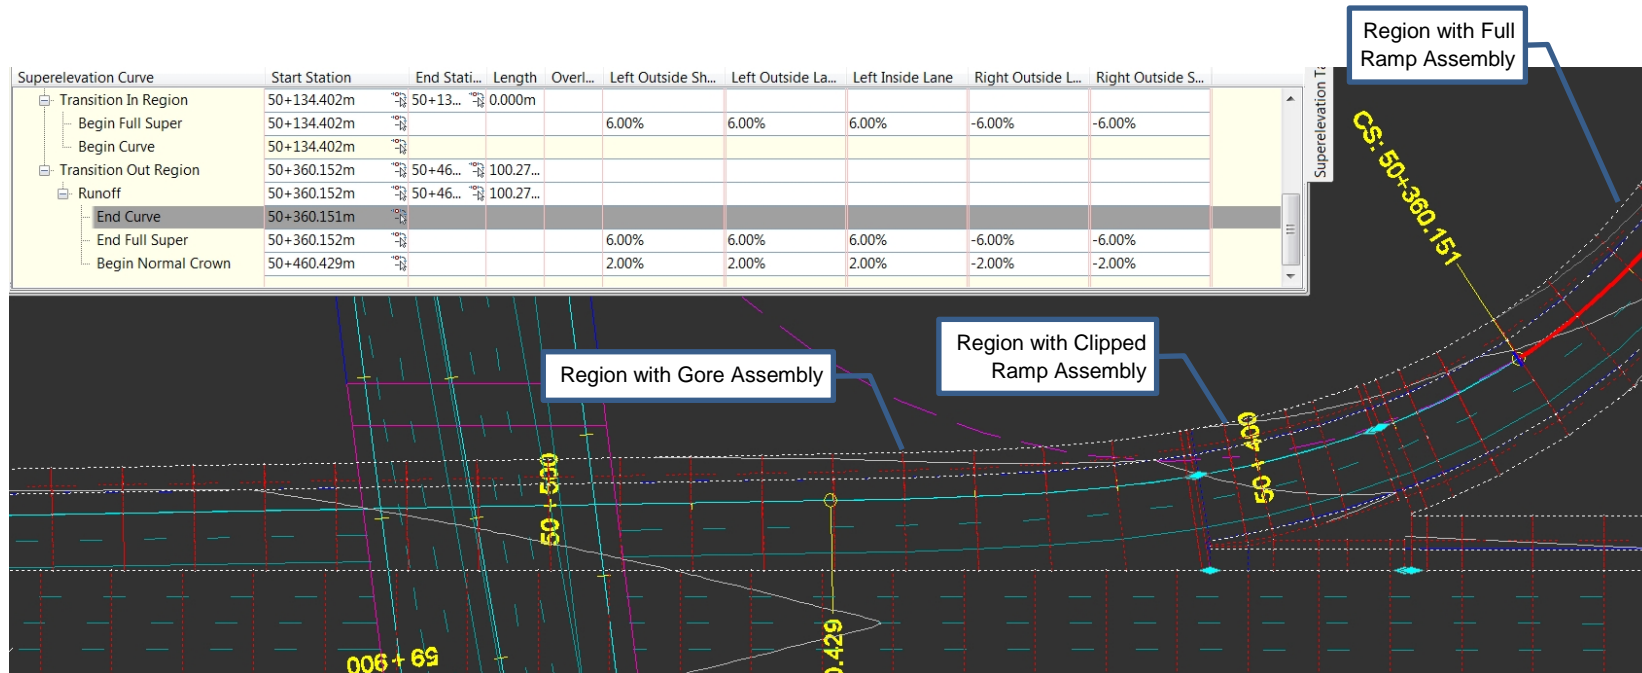 Region with Full
Ramp Assembly
Superelevation Curve Start Station End Stati... Length Overl... Left Outside Sh... Left Outside La... Left Inside Lane Right Outside L... Right Outside S...
Transition In Region 50+134.402m 50+13... 0.000m
Begin Full Super 50+134.402m 6.00% 6.00% 6.00% -6.00% -6.00%
Begin Curve 50+134.402m
Transition Out Region 50+360.152m 50+46... 100.27...
Runoff 50+360.152m 50+46... 100.27...
End Curve 50+360.151m
End Full Super 50+360.152m 6.00% 6.00% 6.00% -6.00% -6.00%
Begin Normal Crown 50+460.429m 2.00% 2.00% 2.00% -2.00% -2.00%
Superelevation Ta
CS: 50+360.151
Region with Clipped
Ramp Assembly
Region with Gore Assembly
50+400
50+500
0.429
59+900